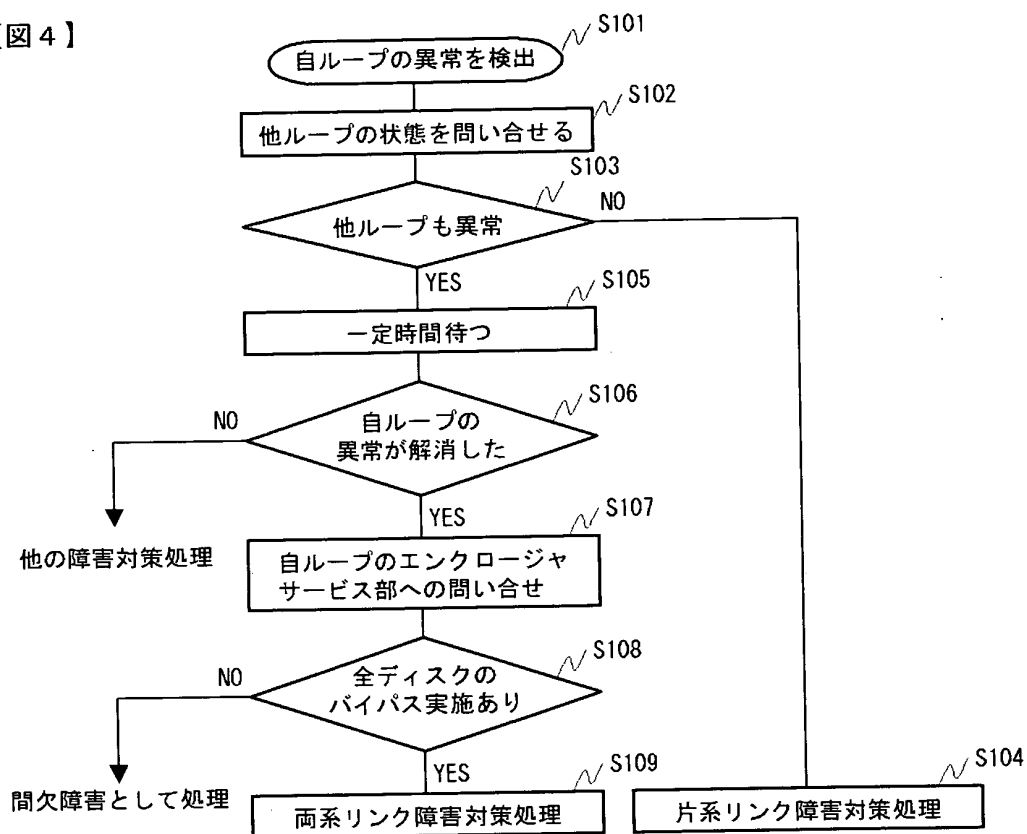 【図４】
S101
自ループの異常を検出
S102
他ループの状態を問い合せる
S103
他ループも異常
NO
YES
S105
一定時間待つ
S106
自ループの
異常が解消した
NO
YES
他の障害対策処理
S107
自ループのエンクロージャ
サービス部への問い合せ
S108
全ディスクの
バイパス実施あり
NO
YES
間欠障害として処理
S109
両系リンク障害対策処理
S104
片系リンク障害対策処理